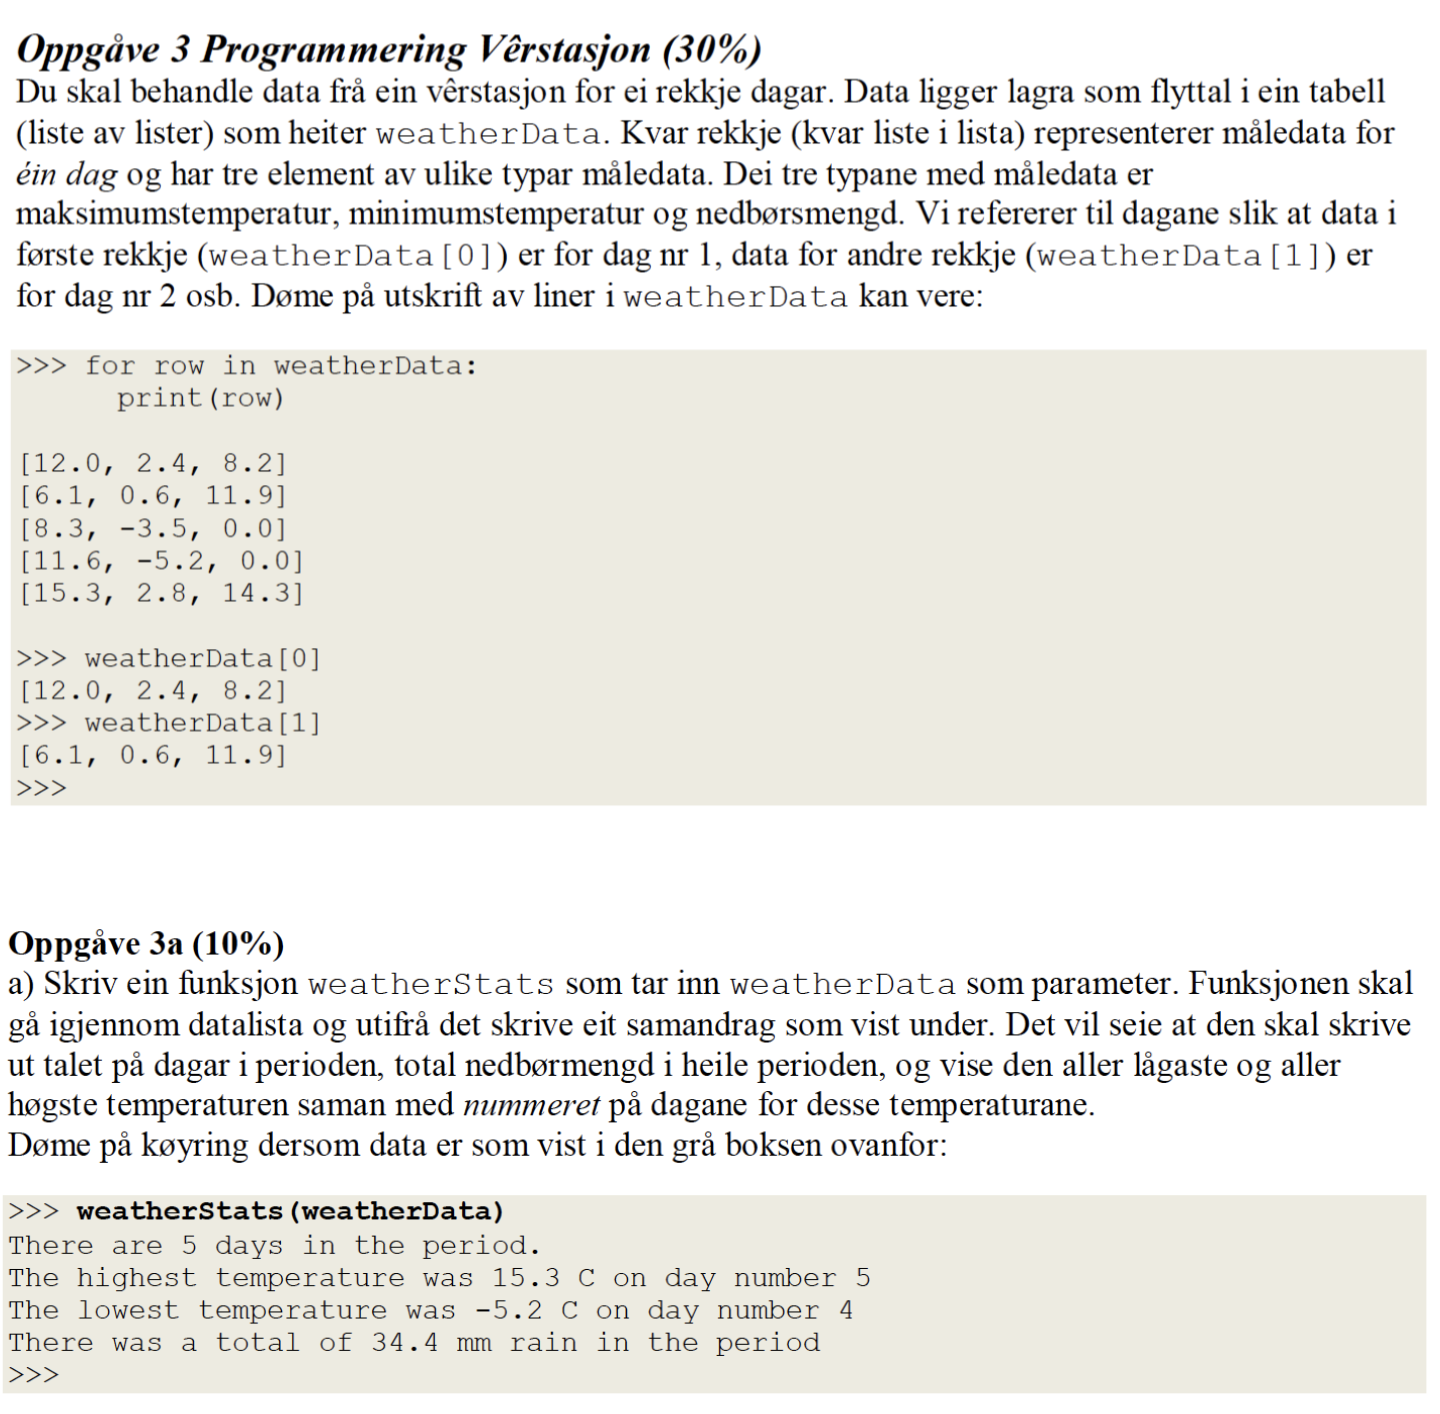 Oppgåve 3 Programmering Vêrstasjon (30%)
Du skal behandle data frå ein vêrstasjon for ei rekkje dagar. Data ligger lagra som flyttal i ein tabell
(liste av lister) som heiter weatherData. Kvar rekkje (kvar liste i lista) representerer måledata for
éin dag og har tre element av ulike typar måledata. Dei tre typane med måledata er
maksimumstemperatur, minimumstemperatur og nedbørsmengd. Vi refererer til dagane slik at data i
første rekkje (weatherData[0]) er for dag nr 1, data for andre rekkje (weatherData[1]) er
for dag nr 2 osb. Døme på utskrift av liner i weatherData kan vere:
>>> for row in weatherData:
print(row)
[12.0, 2.4, 8.2]
[6.1, 0.6, 11.9]
[8.3, -3.5, 0.0]
[11.6, -5.2, 0.0]
[15.3, 2.8, 14.3]
>>> weatherData[0]
[12.0, 2.4, 8.2]
>>> weatherData[1]
[6.1, 0.6, 11.9]
>>>
Oppgåve 3a (10%)
a) Skriv ein funksjon weatherStats som tar inn weatherData som parameter. Funksjonen skal
gå igjennom datalista og utifrå det skrive eit samandrag som vist under. Det vil seie at den skal skrive
ut talet på dagar i perioden, total nedbørmengd i heile perioden, og vise den aller lågaste og aller
høgste temperaturen saman med nummeret på dagane for desse temperaturane.
Døme på køyring dersom data er som vist i den grå boksen ovanfor:
>>> weatherStats(weatherData)
There are 5 days in the period.
The highest temperature was 15.3 C on day number 5
The lowest temperature was -5.2 C on day number 4
There was a total of 34.4 mm rain in the period
>>>